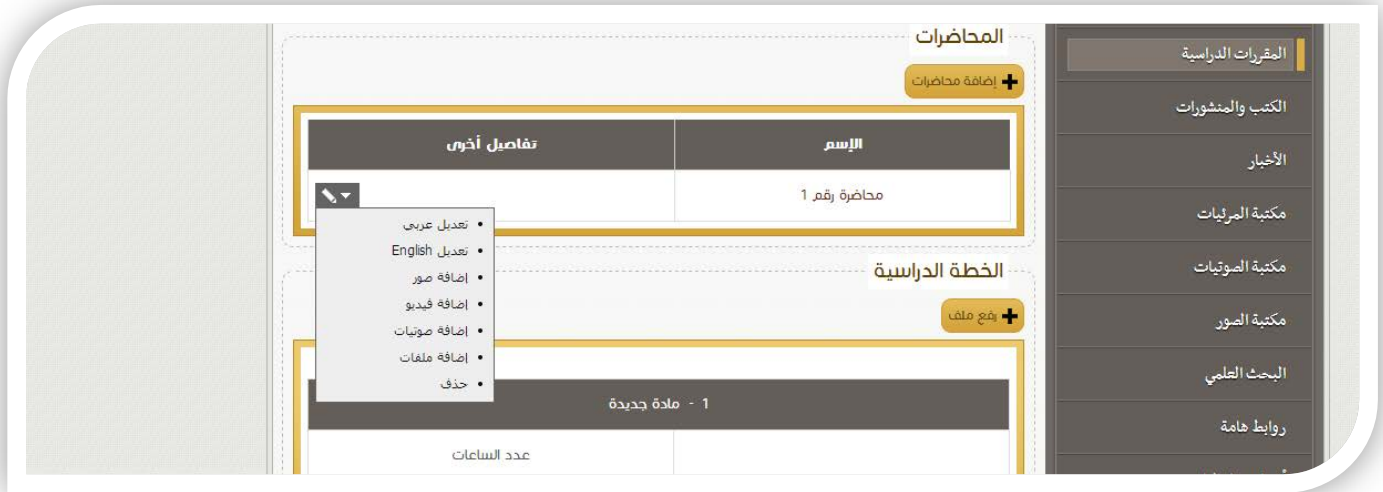 المقررات الدراسية
الكتب والمنشورات
الأخبار
مكتبة المرئيات
مكتبة الصوتيات
مكتبة الصور
البحث العلمي
روابط هامة
المحاضرات
إضافة محاضرات
الإسم
تفاصيل أخرى
محاضرة رقم 1
تعديل عربى
تعديل English
إضافة صور
إضافة فيديو
إضافة صوتيات
إضافة ملفات
حذف
الخطة الدراسية
رفع ملف
1 - مادة جديدة
عدد الساعات